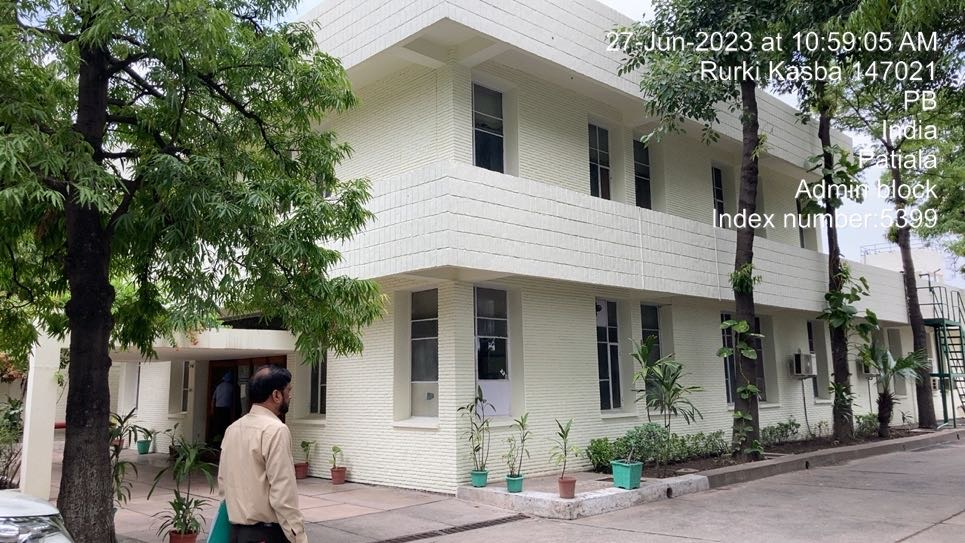 27-Jun-2023 at 10:59:05 AM
Rurki Kasba 147021
PB
India
Patiala
Admin block
Index number:5399